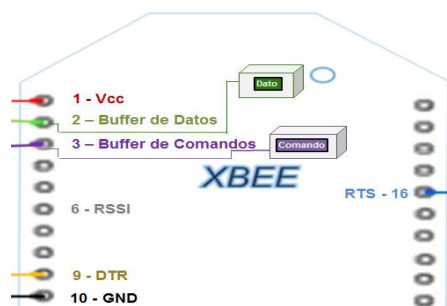 Dato
1 - Vcc
2 – Buffer de Datos
3 – Buffer de Comandos
Comando
XBEE
RTS - 16
6 - RSSI
9 - DTR
10 - GND